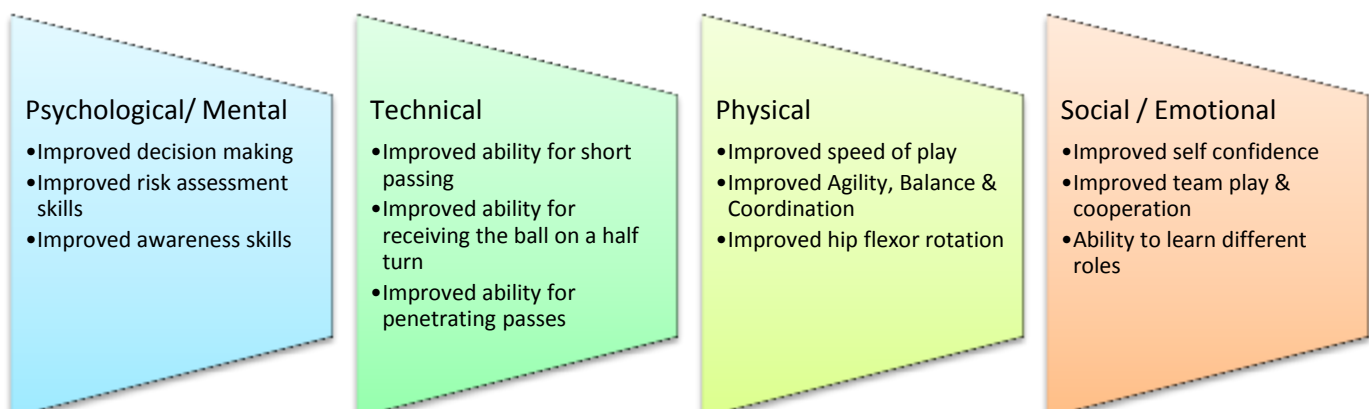 Psychological/ Mental
•Improved decision making
•Improved risk assessment
skills
•Improved awareness skills
Technical
•Improved ability for short
passing
•Improved ability for
receiving the ball on a half
turn
•Improved ability for
penetrating passes
Physical
•Improved speed of play
•Improved Agility, Balance &
Coordination
•Improved hip flexor rotation
Social / Emotional
•Improved self confidence
•Improved team play &
cooperation
•Ability to learn different
roles